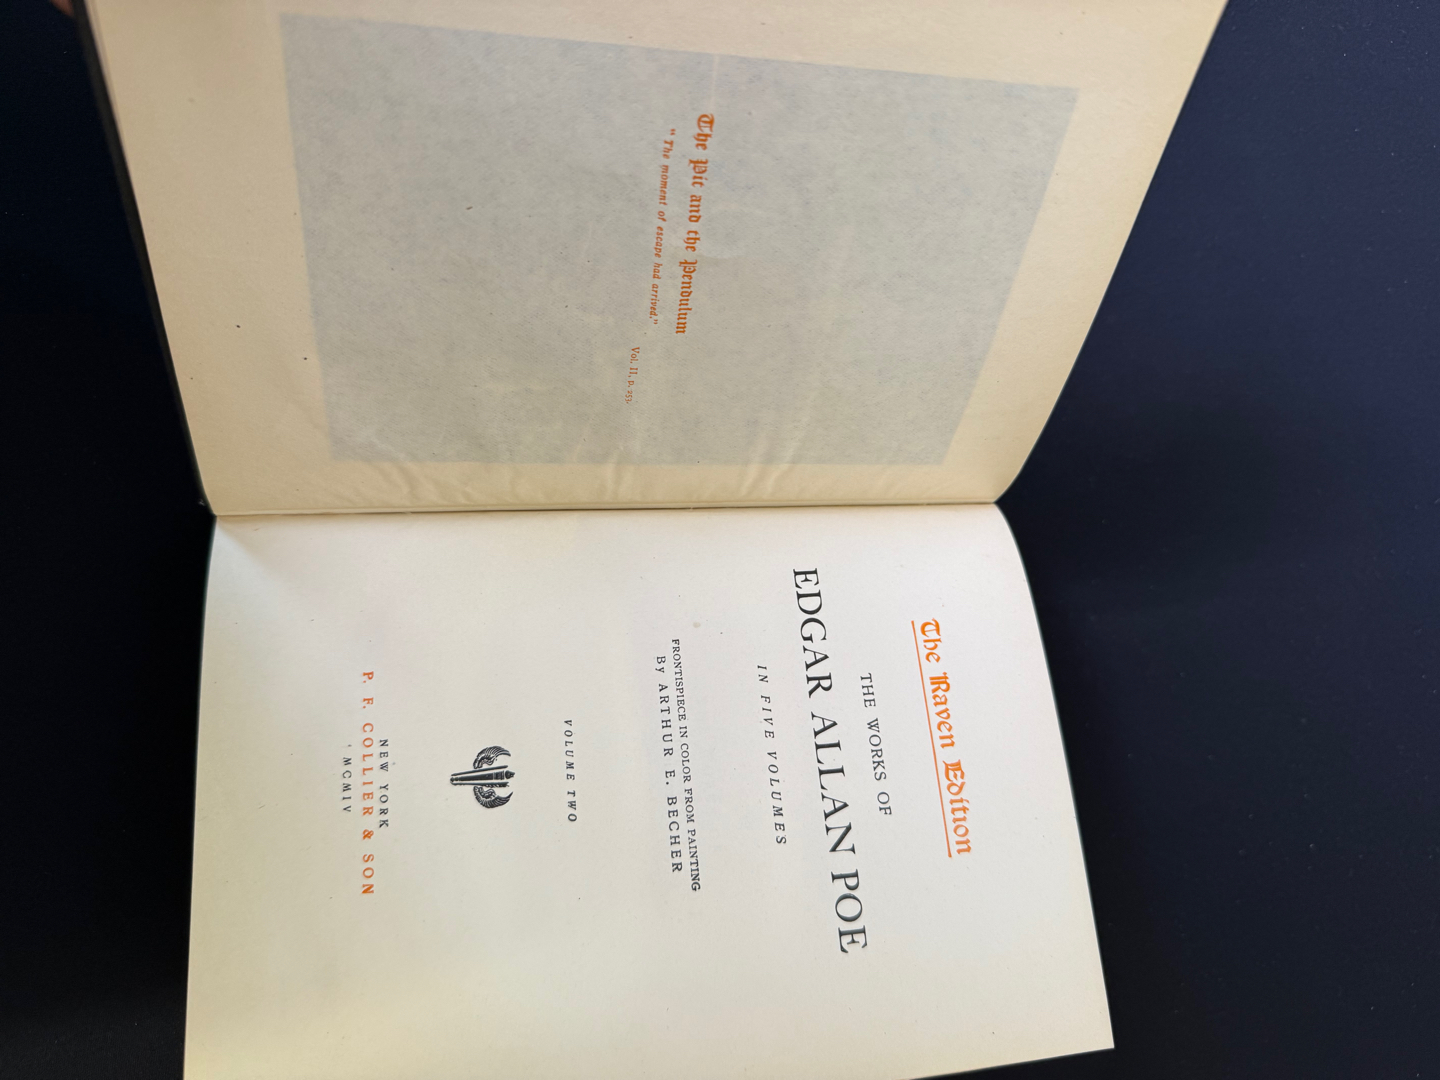 The Pit and the Pendulum
"The moment of escape had arrived."
Vol. II, p. 253.
The Raven Edition
THE WORKS OF
EDGAR ALLAN POE
IN FIVE VOLUMES
FRONTISPIECE IN COLOR FROM PAINTING
By ARTHUR E. BECHER
VOLUME TWO
NEW YORK
P. F. COLLIER & SON
MCMIV